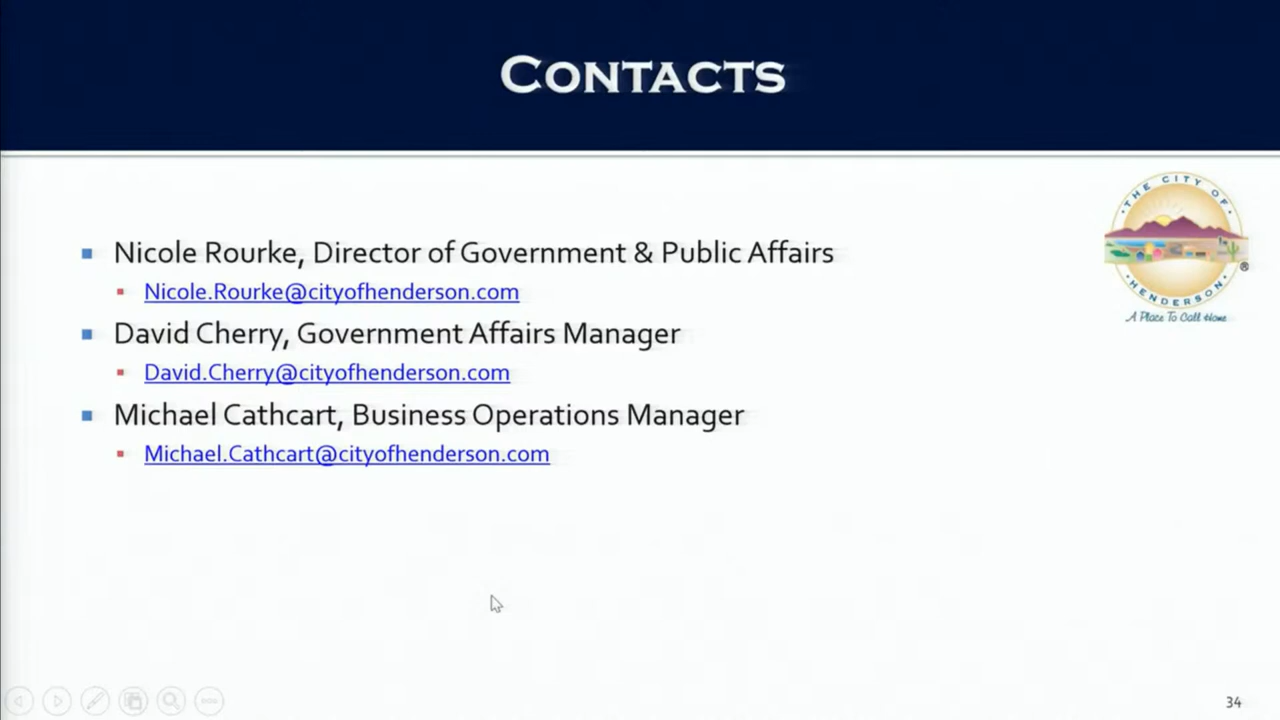 CONTACTS
Nicole Rourke, Director of Government & Public Affairs
Nicole.Rourke@cityofhenderson.com
David Cherry, Government Affairs Manager
David.Cherry@cityofhenderson.com
Michael Cathcart, Business Operations Manager
Michael.Cathcart@cityofhenderson.com
·THE CITY OF·
·HENDERSON·
®
A Place To Call Home
34